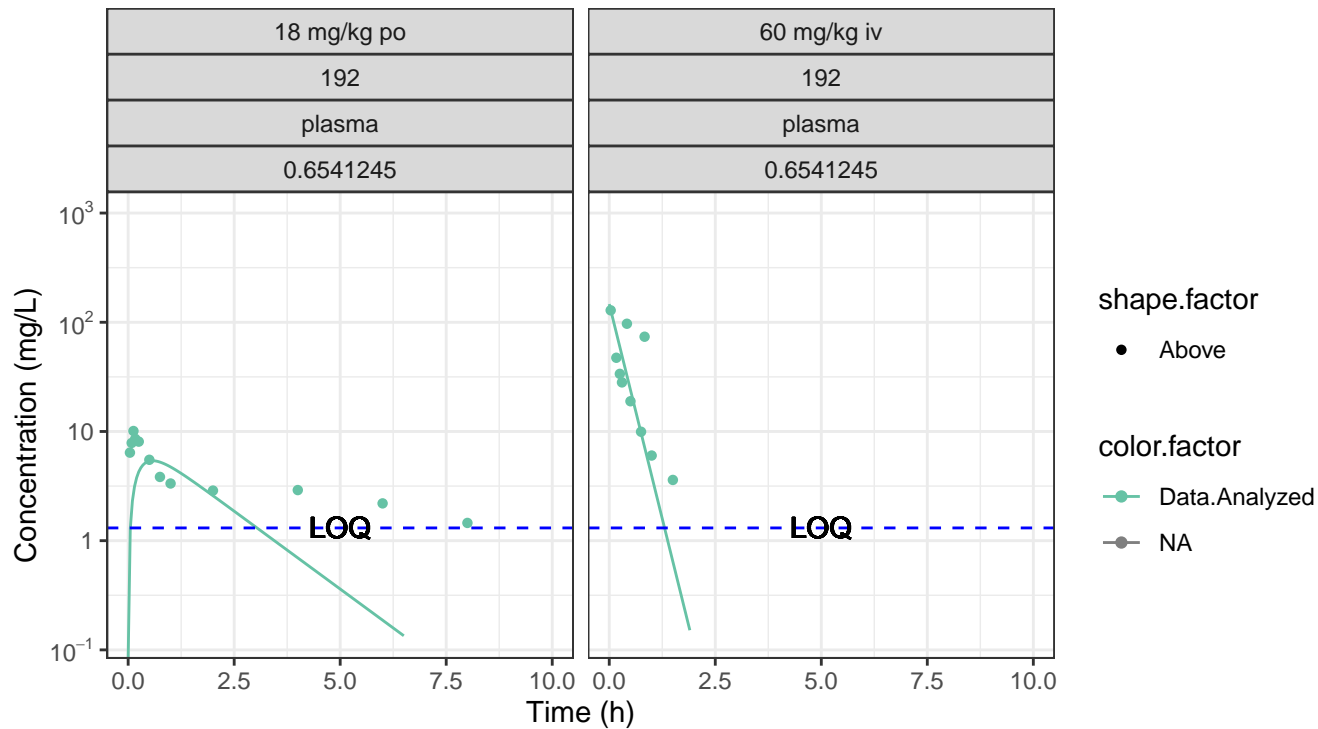 18 mg/kg po
192
plasma
0.6541245
60 mg/kg iv
192
plasma
0.6541245
Concentration (mg/L)
10³
10²
10
1
10⁻¹
LOQ
LOQ
0.0 2.5 5.0 7.5 10.0
0.0 2.5 5.0 7.5 10.0
Time (h)
shape.factor
Above
color.factor
Data.Analyzed
NA